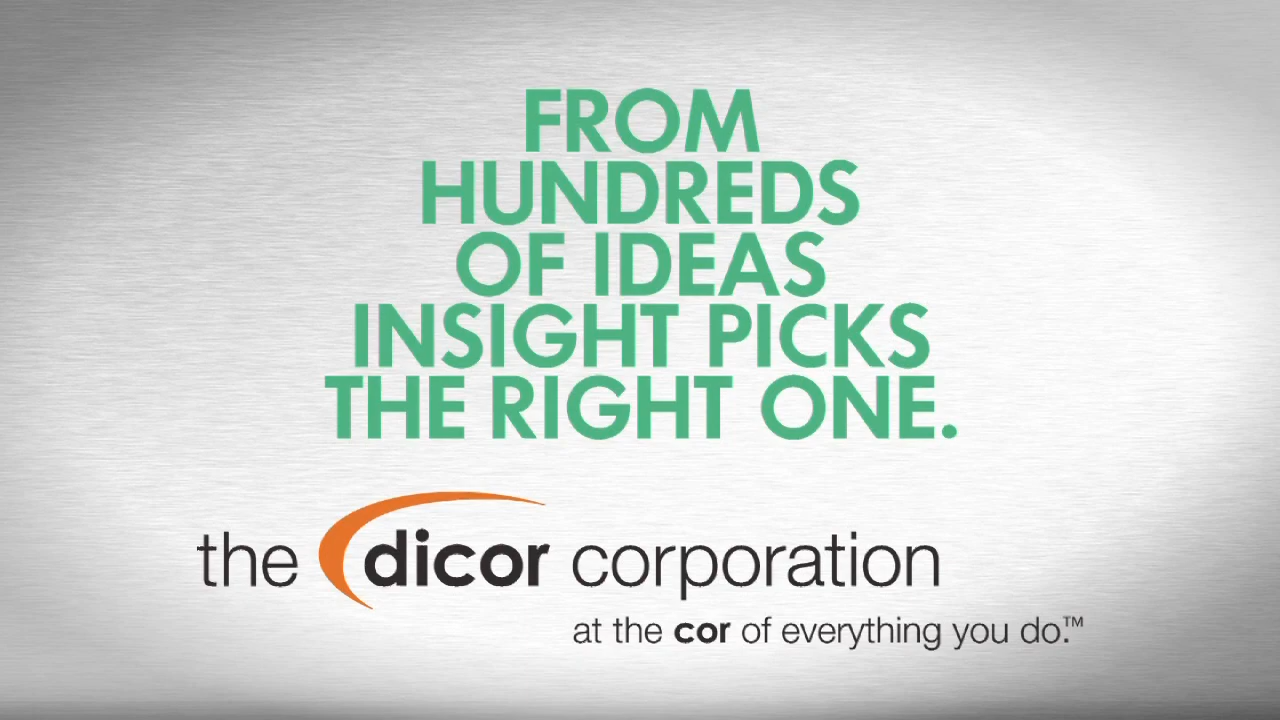 FROM
HUNDREDS
OF IDEAS
INSIGHT PICKS
THE RIGHT ONE.
the dicor corporation
at the cor of everything you do.™